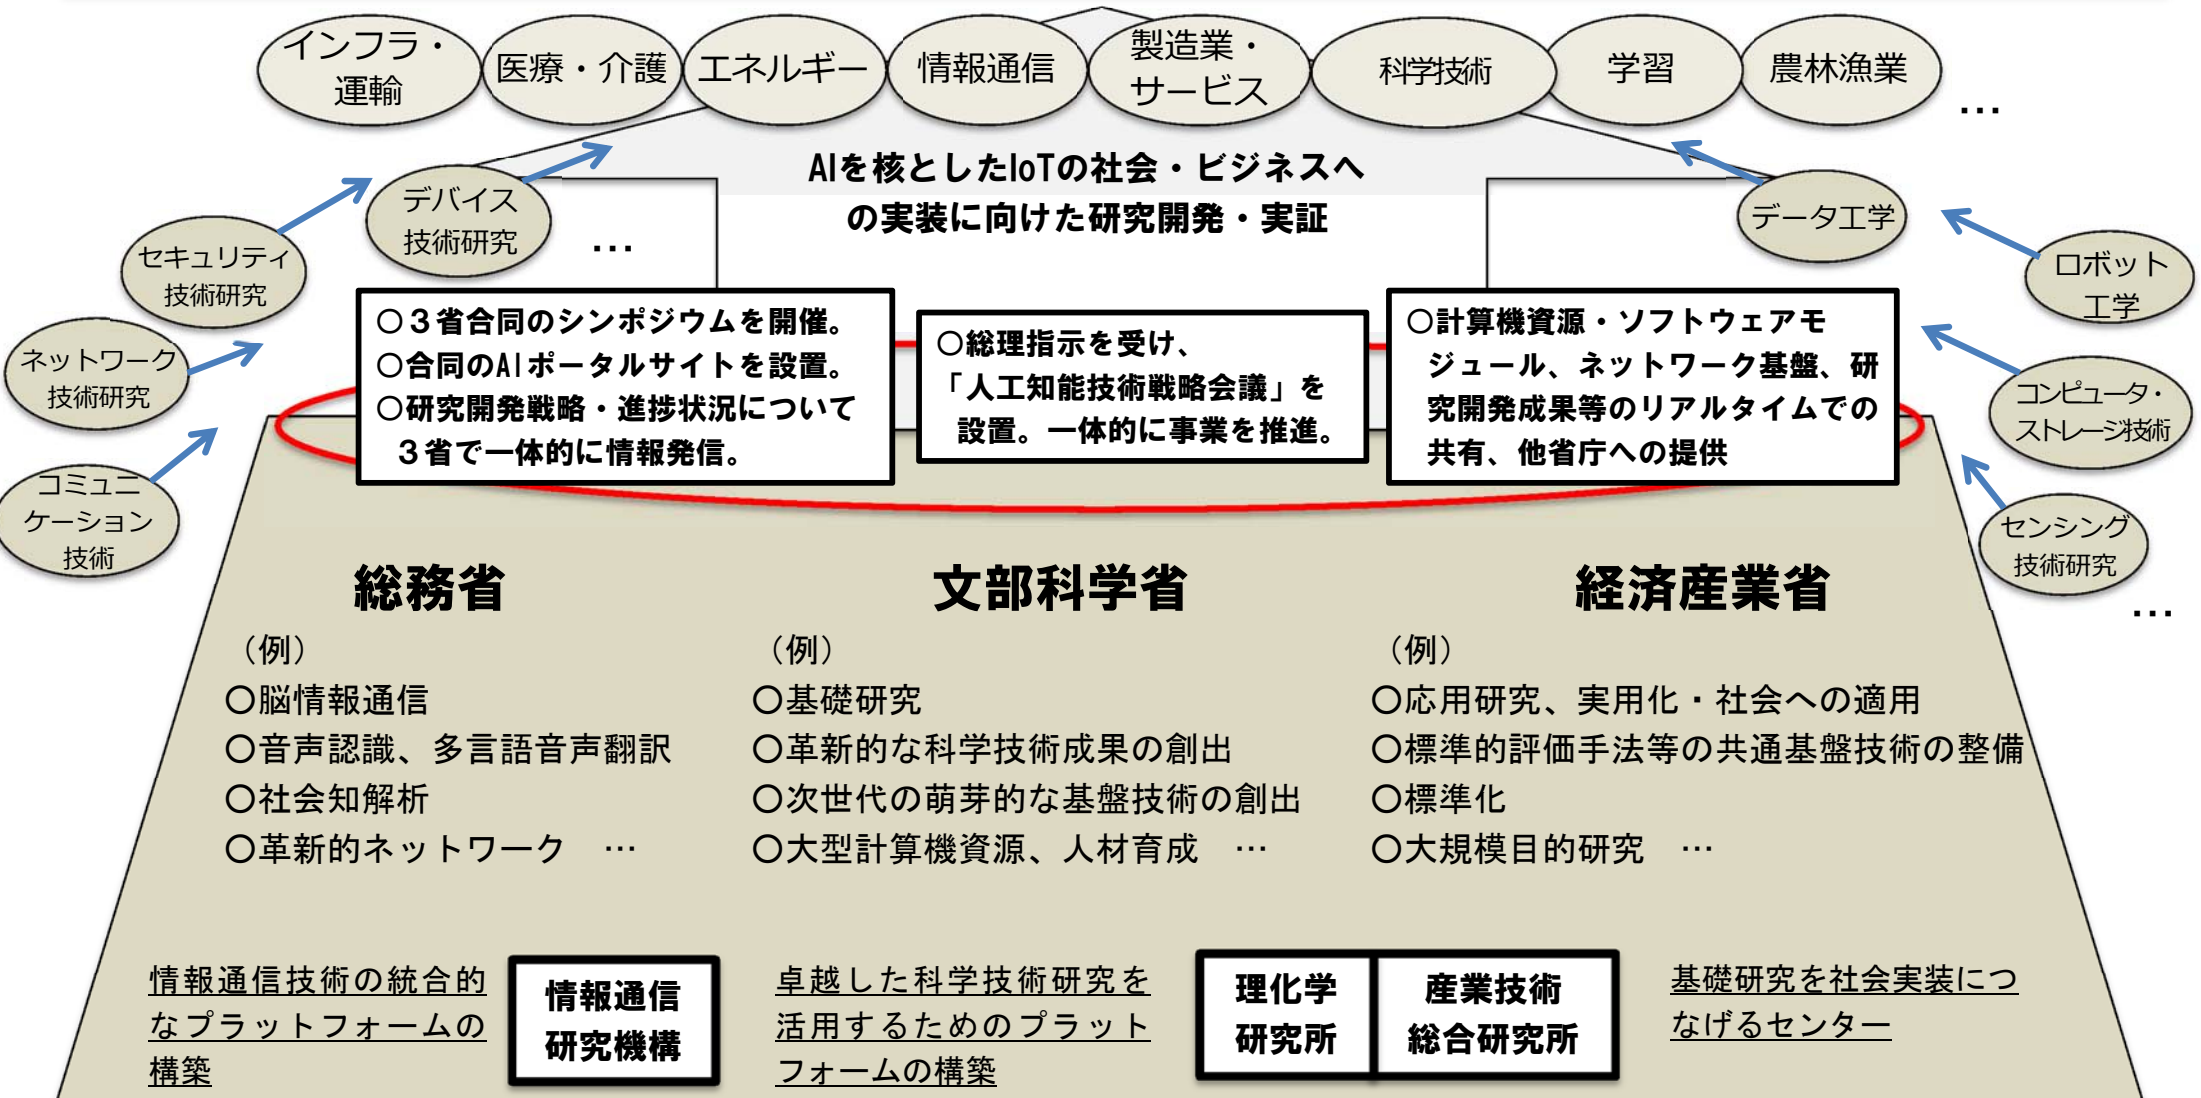 インフラ・
運輸
医療・介護
エネルギー
情報通信
製造業・
サービス
科学技術
学習
農林漁業
…
AIを核としたIoTの社会・ビジネスへ
の実装に向けた研究開発・実証
デバイス
技術研究
…
セキュリティ
技術研究
ネットワーク
技術研究
コミュニ
ケーション
技術
データ工学
ロボット
工学
コンピュータ・
ストレージ技術
センシング
技術研究
…
○３省合同のシンポジウムを開催。
○合同のAIポータルサイトを設置。
○研究開発戦略・進捗状況について
３省で一体的に情報発信。
○総理指示を受け、
「人工知能技術戦略会議」を
設置。一体的に事業を推進。
○計算機資源・ソフトウェアモ
ジュール、ネットワーク基盤、研
究開発成果等のリアルタイムでの
共有、他省庁への提供
総務省
（例）
○脳情報通信
○音声認識、多言語音声翻訳
○社会知解析
○革新的ネットワーク　…
文部科学省
（例）
○基礎研究
○革新的な科学技術成果の創出
○次世代の萌芽的な基盤技術の創出
○大型計算機資源、人材育成　…
経済産業省
（例）
○応用研究、実用化・社会への適用
○標準的評価手法等の共通基盤技術の整備
○標準化
○大規模目的研究　…
情報通信技術の統合的
なプラットフォームの
構築
情報通信
研究機構
卓越した科学技術研究を
活用するためのプラット
フォームの構築
理化学
研究所
産業技術
総合研究所
基礎研究を社会実装につ
なげるセンター